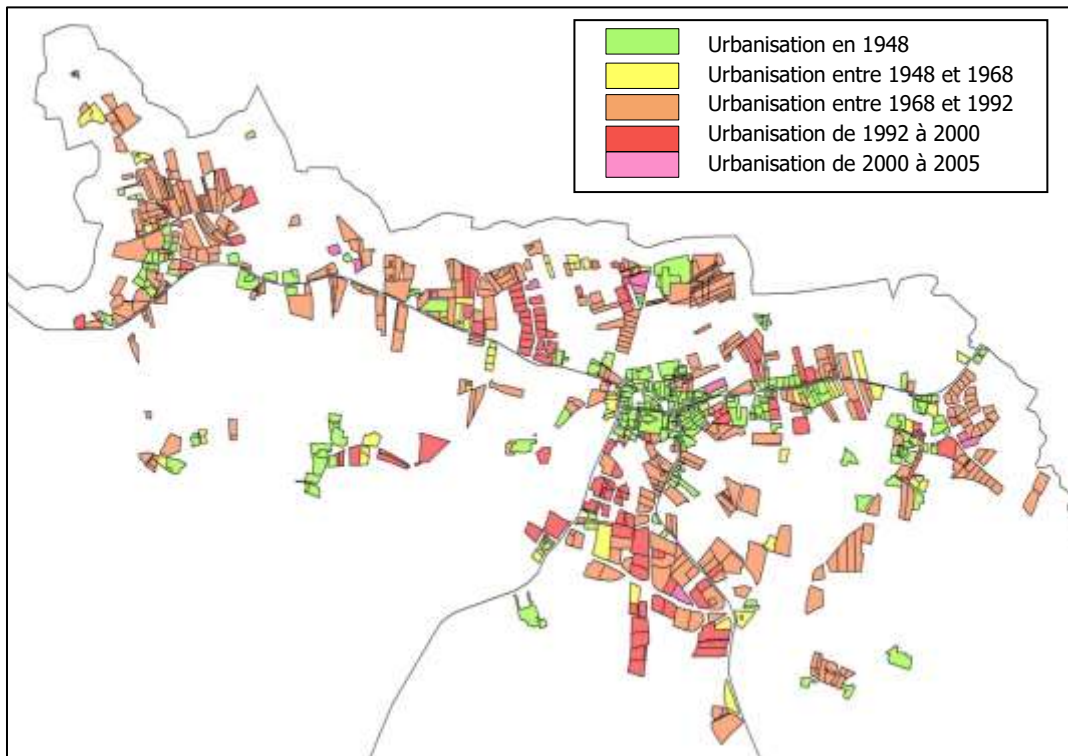 Urbanisation en 1948
Urbanisation entre 1948 et 1968
Urbanisation entre 1968 et 1992
Urbanisation de 1992 à 2000
Urbanisation de 2000 à 2005